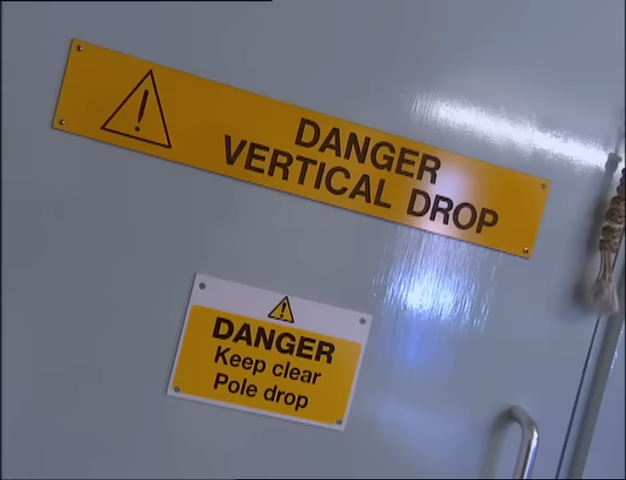 DANGER
VERTICAL DROP
DANGER
Keep clear
Pole drop